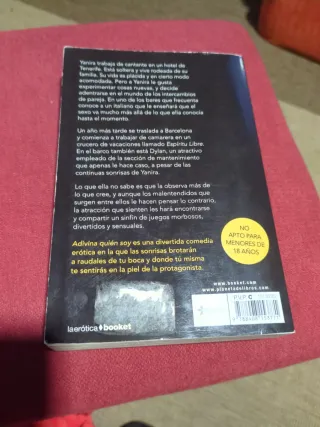 Yanira trabaja de cantante en un hotel de
Tenerife. Está soltera y vive rodeada de su
familia. Su vida es plácida y en cierto modo
acomodada. Pero a Yanira le gusta
experimentar cosas nuevas, y decide
adentrarse en el mundo de los intercambios
de pareja. En uno de los bares que frecuenta
conoce a un italiano que le enseñará que el
sexo va mucho más allá de lo que ella conocía
hasta el momento.
Un año más tarde se traslada a Barcelona
y comienza a trabajar de camarera en un
crucero de vacaciones llamado Espíritu Libre.
En el barco también está Dylan, un atractivo
empleado de la sección de mantenimiento
que apenas le hace caso, a pesar de las
continuas sonrisas de Yanira.
Lo que ella no sabe es que la observa más de
lo que cree, y aunque los malentendidos que
surgen entre ellos le hacen pensar lo contrario,
la atracción que sienten les hará encontrarse
y compartir un sinfín de juegos morbosos,
divertidos y sensuales.
Adivina quién soy es una divertida comedia
erótica en la que las sonrisas brotarán
a raudales de tu boca y donde tú misma
te sentirás en la piel de la protagonista.
NO
APTO PARA
MENORES DE
18 AÑOS
www.booket.com
www.planetadelibros.com
laerótica booket